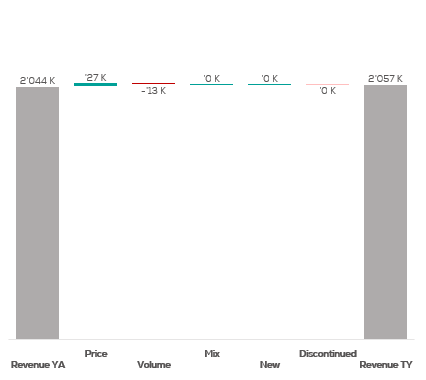 2'044 K
'27 K
-'13 K
'0 K
'0 K
'0 K
2'057 K
Revenue YA
Price
Volume
Mix
New
Discontinued
Revenue TY